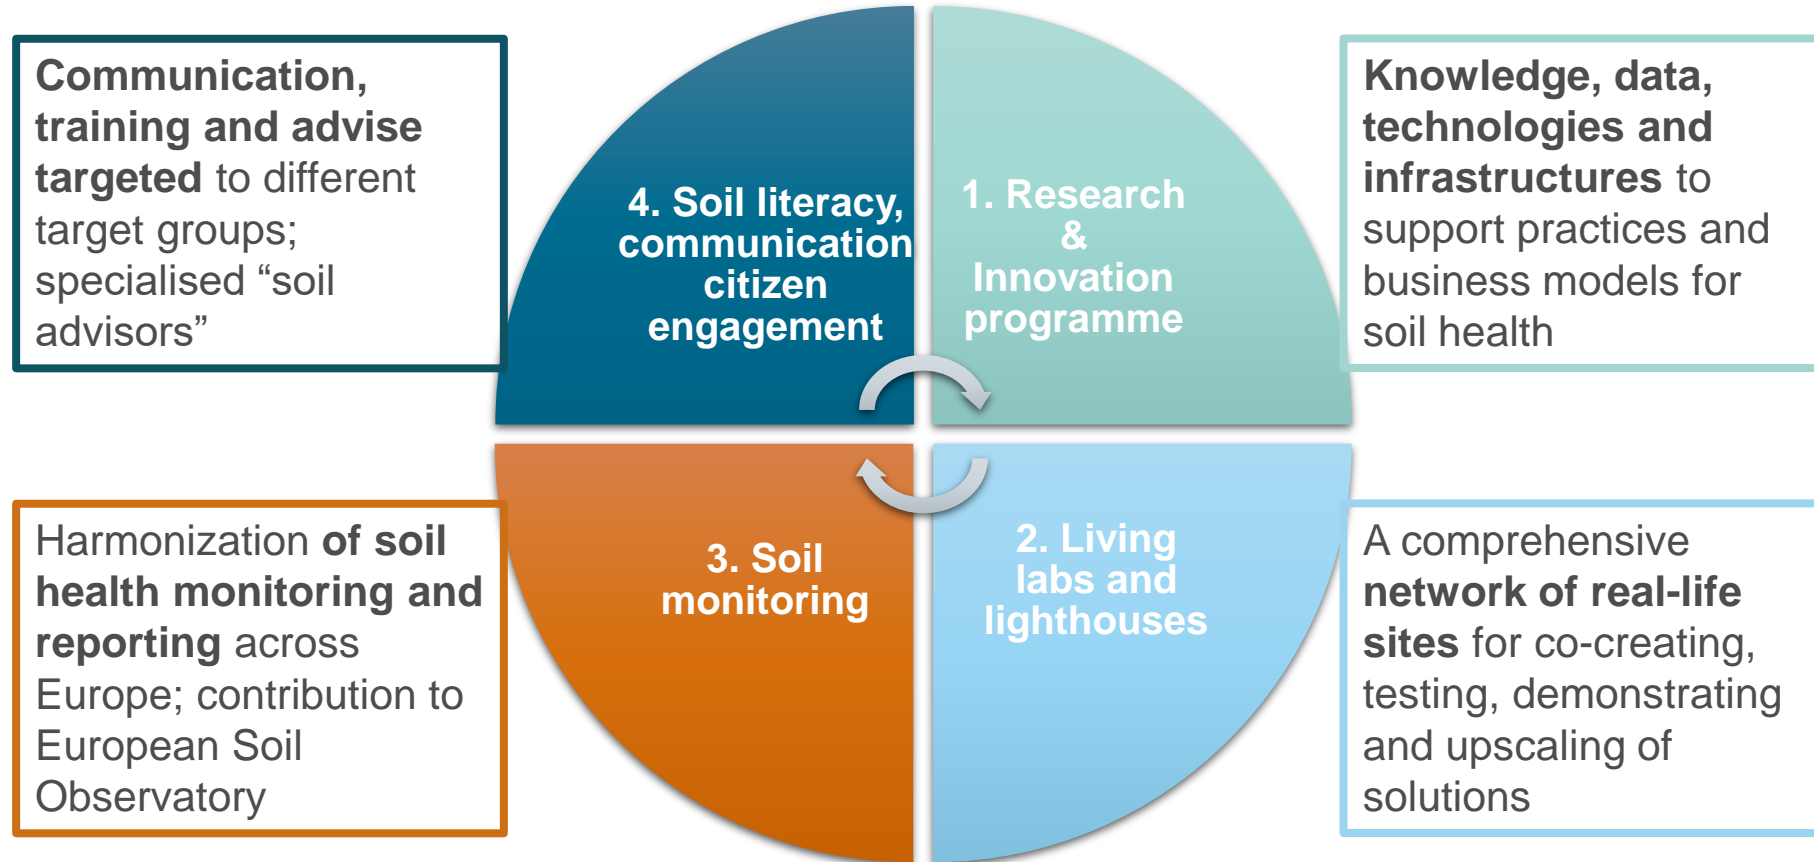 Communication,
training and advise
targeted to different
target groups;
specialised “soil
advisors”
4. Soil literacy,
communication
citizen
engagement
1. Research
&
Innovation
programme
Knowledge, data,
technologies and
infrastructures to
support practices and
business models for
soil health
Harmonization of soil
health monitoring and
reporting across
Europe; contribution to
European Soil
Observatory
3. Soil
monitoring
2. Living
labs and
lighthouses
A comprehensive
network of real-life
sites for co-creating,
testing, demonstrating
and upscaling of
solutions